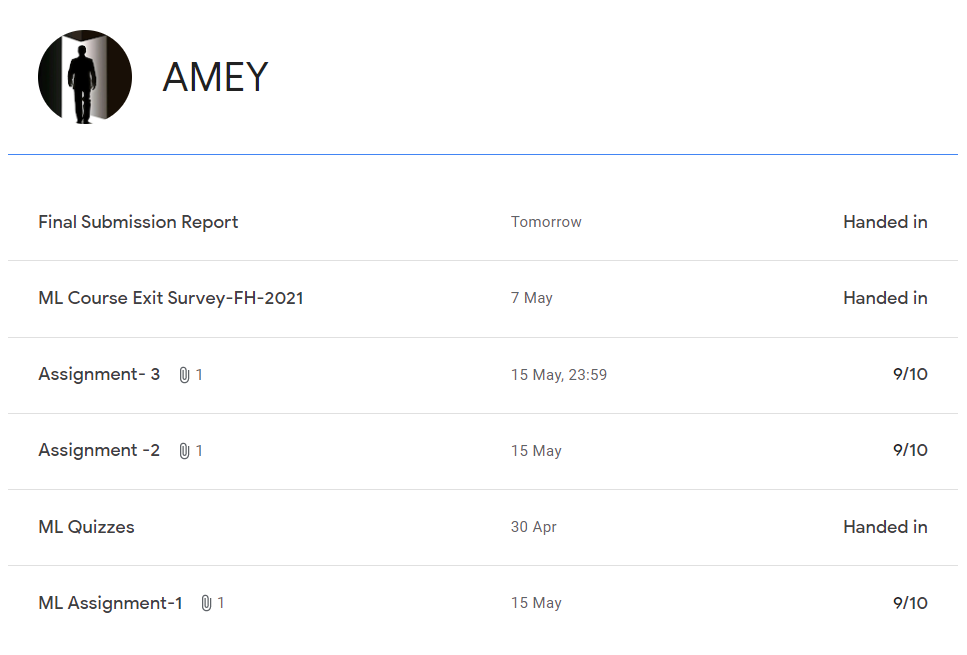 AMEY
Final Submission Report Tomorrow Handed in
ML Course Exit Survey-FH-2021 7 May Handed in
Assignment- 3 1 15 May, 23:59 9/10
Assignment -2 1 15 May 9/10
ML Quizzes 30 Apr Handed in
ML Assignment-1 1 15 May 9/10